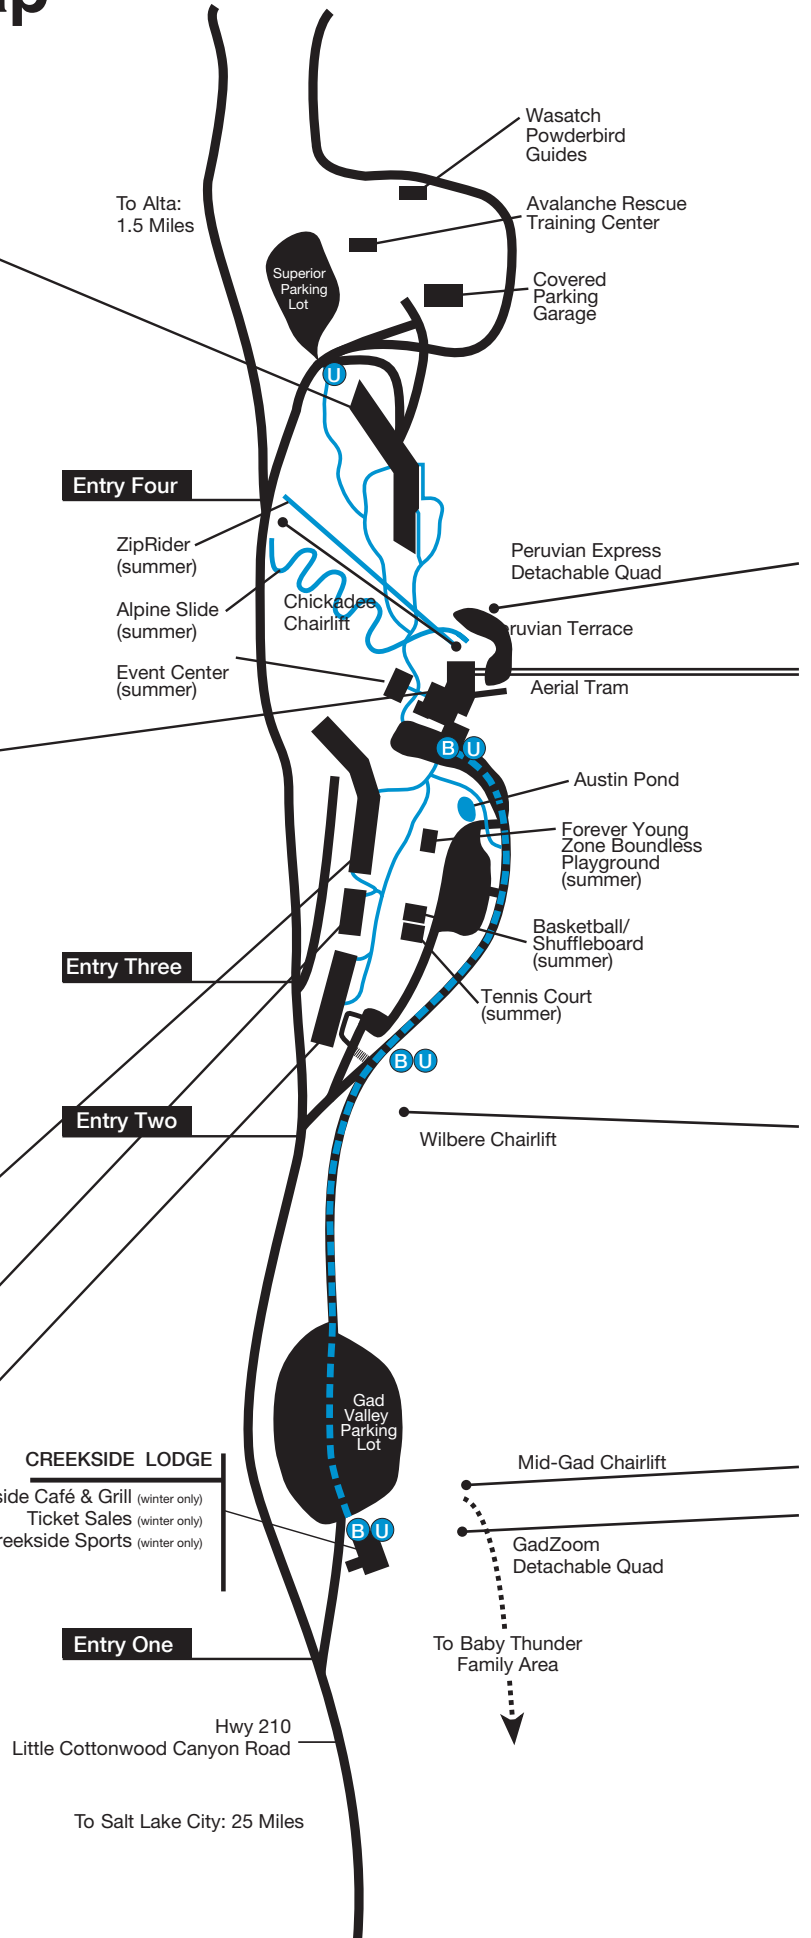 Wasatch
Powderbird
Guides
To Alta:
1.5 Miles
Avalanche Rescue
Training Center
Superior
Parking
Lot
Covered
Parking
Garage
U
Entry Four
ZipRider
(summer)
Peruvian Express
Detachable Quad
Alpine Slide
(summer)
Chickadee
Chairlift
Terrace
Event Center
(summer)
Aerial Tram
B U
Austin Pond
Forever Young
Zone Boundless
Playground
(summer)
Basketball/
Shuffleboard
(summer)
Entry Three
Tennis Court
(summer)
B U
Entry Two
Wilbere Chairlift
Gad
Valley
Parking
Lot
CREEKSIDE LODGE
Café & Grill (winter only)
Ticket Sales (winter only)
Sports (winter only)
Mid-Gad Chairlift
B U
GadZoom
Detachable Quad
Entry One
To Baby Thunder
Family Area
Hwy 210
Little Cottonwood Canyon Road
To Salt Lake City: 25 Miles